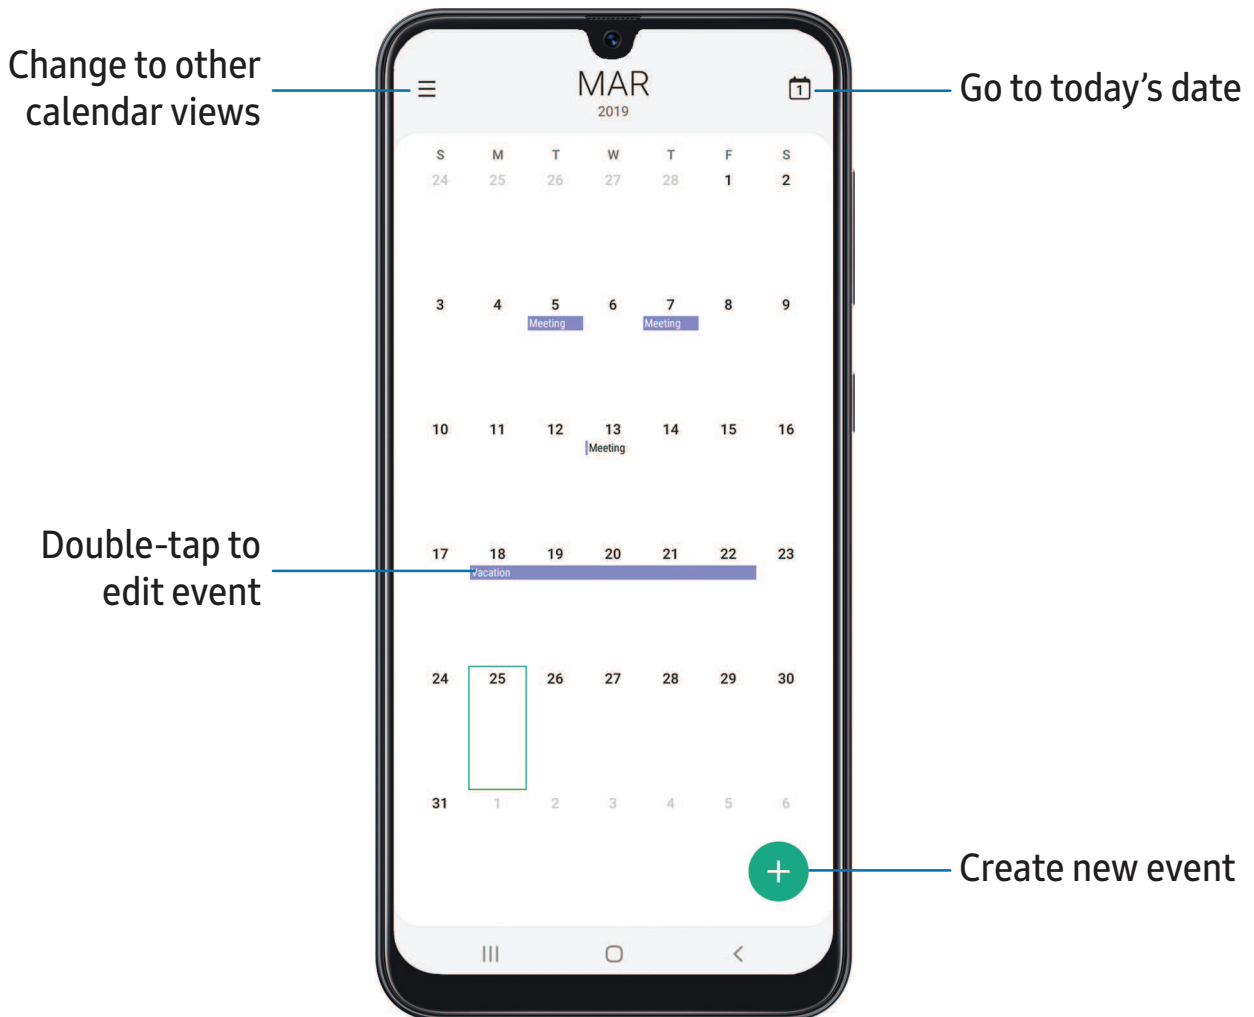 Change to other
calendar views
MAR
2019
1
Go to today's date
S M T W T F S
24 25 26 27 28 1 2
3 4 5 6 7 8 9
Meeting Meeting
10 11 12 13 14 15 16
Meeting
Double-tap to
edit event
17 18 19 20 21 22 23
Vacation
24 25 26 27 28 29 30
31 1 2 3 4 5 6
Create new event